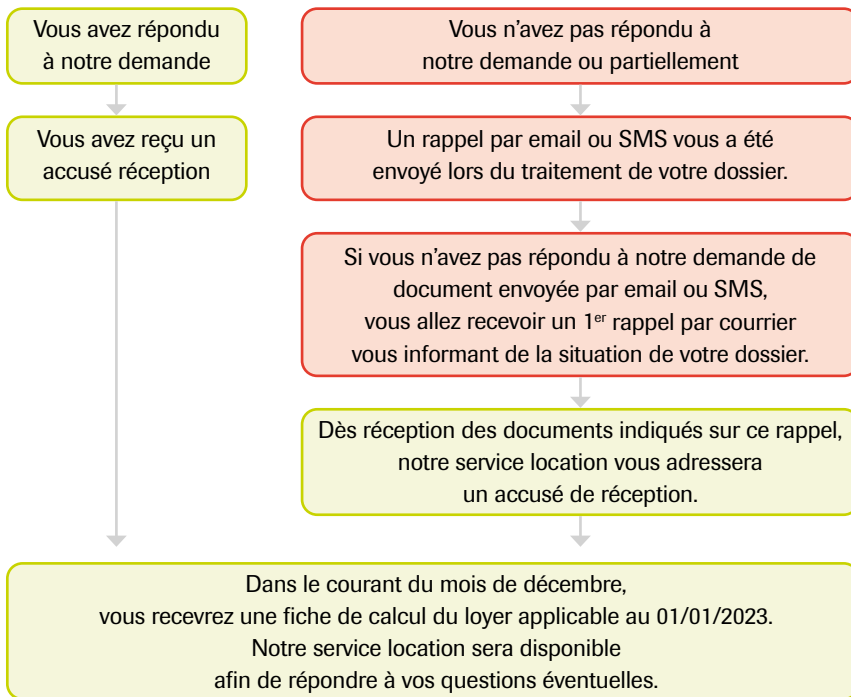 Vous avez répondu
à notre demande
Vous avez reçu un
accusé réception
Vous n'avez pas répondu à
notre demande ou partiellement
Un rappel par email ou SMS vous a été
envoyé lors du traitement de votre dossier.
Si vous n'avez pas répondu à notre demande de
document envoyée par email ou SMS,
vous allez recevoir un 1er rappel par courrier
vous informant de la situation de votre dossier.
Dès réception des documents indiqués sur ce rappel,
notre service location vous adressera
un accusé de réception.
Dans le courant du mois de décembre,
vous recevrez une fiche de calcul du loyer applicable au 01/01/2023.
Notre service location sera disponible
afin de répondre à vos questions éventuelles.